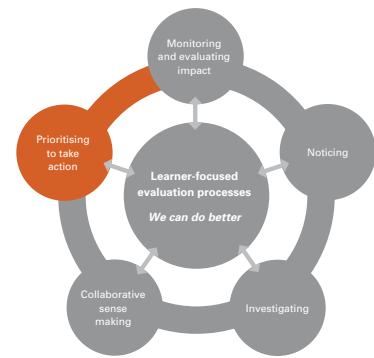 Monitoring
and evaluating
impact
Prioritising
to take
action
Noticing
Learner-focused
evaluation processes
We can do better
Collaborative
sense
making
Investigating